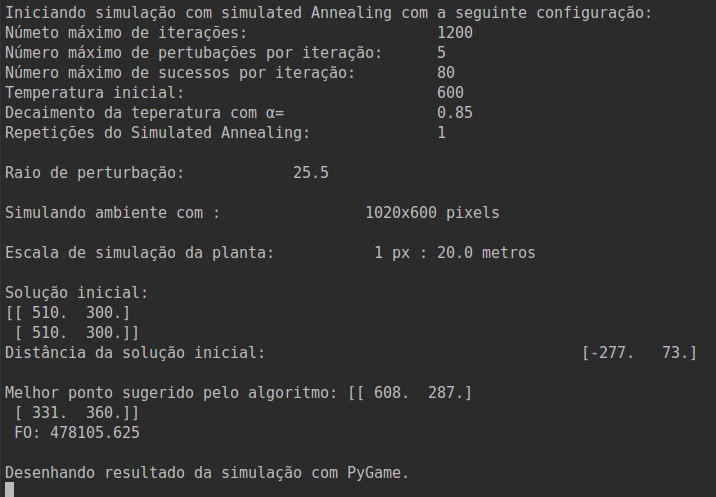 Iniciando simulação com simulated Annealing com a seguinte configuração:
Númeto máximo de iterações: 1200
Número máximo de pertubações por iteração: 5
Número máximo de sucessos por iteração: 80
Temperatura inicial: 600
Decaimento da teperatura com α= 0.85
Repetições do Simulated Annealing: 1
Raio de perturbação: 25.5
Simulando ambiente com : 1020x600 pixels
Escala de simulação da planta: 1 px : 20.0 metros
Solução inicial:
[[ 510. 300.]
[ 510. 300.]]
Distância da solução inicial: [-277. 73.]
Melhor ponto sugerido pelo algoritmo: [[ 608. 287.]
[ 331. 360.]]
FO: 478105.625
Desenhando resultado da simulação com PyGame.